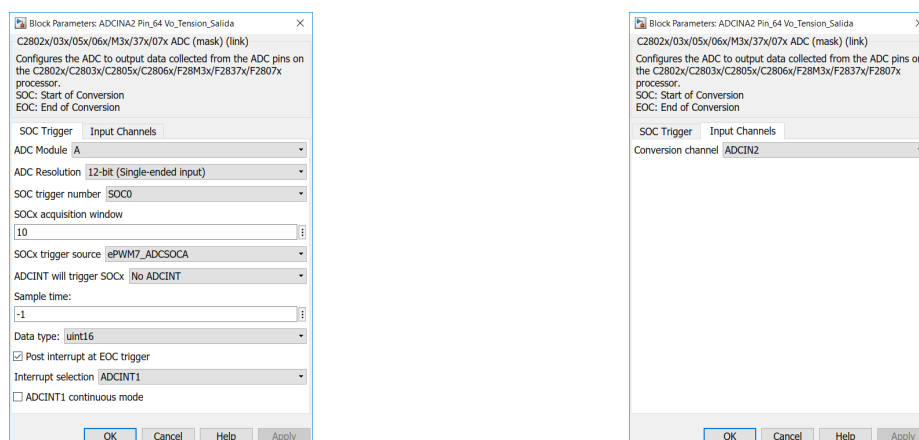 Block Parameters: ADCINA2 Pin_64 Vo_Tension_Salida
C2802x/03x/05x/06x/M3x/37x/07x ADC (mask) (link)
Configures the ADC to output data collected from the ADC pins on
the C2802x/C2803x/C2805x/C2806x/F28M3x/F2837x/F2807x
processor.
SOC: Start of Conversion
EOC: End of Conversion
SOC Trigger Input Channels
ADC Module A
ADC Resolution 12-bit (Single-ended input)
SOC trigger number SOC0
SOCx acquisition window
10
SOCx trigger source ePWM7_ADCSOCA
ADCINT will trigger SOCx No ADCINT
Sample time:
-1
Data type: uint16
Post interrupt at EOC trigger
Interrupt selection ADCINT1
ADCINT1 continuous mode
OK Cancel Help Apply
Block Parameters: ADCINA2 Pin_64 Vo_Tension_Salida
C2802x/03x/05x/06x/M3x/37x/07x ADC (mask) (link)
Configures the ADC to output data collected from the ADC pins on
the C2802x/C2803x/C2805x/C2806x/F28M3x/F2837x/F2807x
processor.
SOC: Start of Conversion
EOC: End of Conversion
SOC Trigger Input Channels
Conversion channel ADCIN2
OK Cancel Help Apply